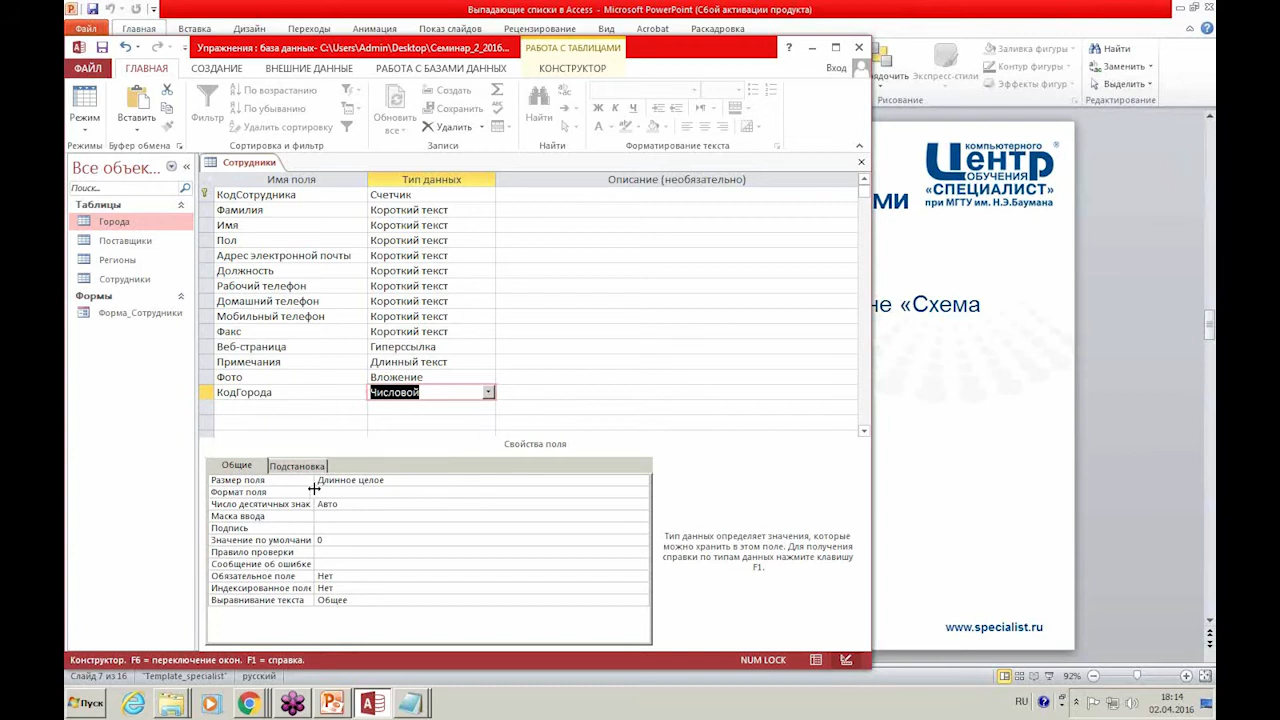 Выпадающие списки в Access - Microsoft PowerPoint (Сбой активации продукта)
Файл Главная Вставка Дизайн Переходы Анимация Показ слайдов Рецензирование Вид Acrobat Раскадровка
Упражнения : база данных- C:\Users\Admin\Desktop\Семинар_2_2016...
РАБОТА С ТАБЛИЦАМИ
ФАЙЛ ГЛАВНАЯ СОЗДАНИЕ ВНЕШНИЕ ДАННЫЕ РАБОТА С БАЗАМИ ДАННЫХ КОНСТРУКТОР
Вход
Режим
Вставить
Фильтр
По возрастанию
По убыванию
Удалить сортировку
Обновить
все
Создать
Сохранить
Удалить
Найти
Ж К Ч
Режимы Буфер обмена Сортировка и фильтр Записи Найти Форматирование текста
Экспресс-стили
Заливка фигуры
Контур фигуры
Эффекты фигур
Рисование
Найти
Заменить
Выделить
Редактирование
Все объек...
Поиск...
Таблицы
Города
Поставщики
Регионы
Сотрудники
Формы
Форма_Сотрудники
Сотрудники
Имя поля Тип данных Описание (необязательно)
КодСотрудника Счетчик
Фамилия Короткий текст
Имя Короткий текст
Пол Короткий текст
Адрес электронной почты Короткий текст
Должность Короткий текст
Рабочий телефон Короткий текст
Домашний телефон Короткий текст
Мобильный телефон Короткий текст
Факс Короткий текст
Веб-страница Гиперссылка
Примечания Длинный текст
Фото Вложение
КодГорода Числовой
Свойства поля
Общие Подстановка
Размер поля Длинное целое
Формат поля
Число десятичных знак Авто
Маска ввода
Подпись
Значение по умолчани 0
Правило проверки
Сообщение об ошибке
Обязательное поле Нет
Индексированное поле Нет
Выравнивание текста Общее
Тип данных определяет значения, которые
можно хранить в этом поле. Для получения
справки по типам данных нажмите клавишу
F1.
компьютерного
Центр ®
ОБУЧЕНИЯ
«СПЕЦИАЛИСТ»
при МГТУ им. Н.Э.Баумана
ми
не «Схема
www.specialist.ru
Конструктор. F6 = переключение окон. F1 = справка. NUM LOCK
Слайд 7 из 16 "Template_specialist" русский 92%
Пуск
RU
18:14
02.04.2016